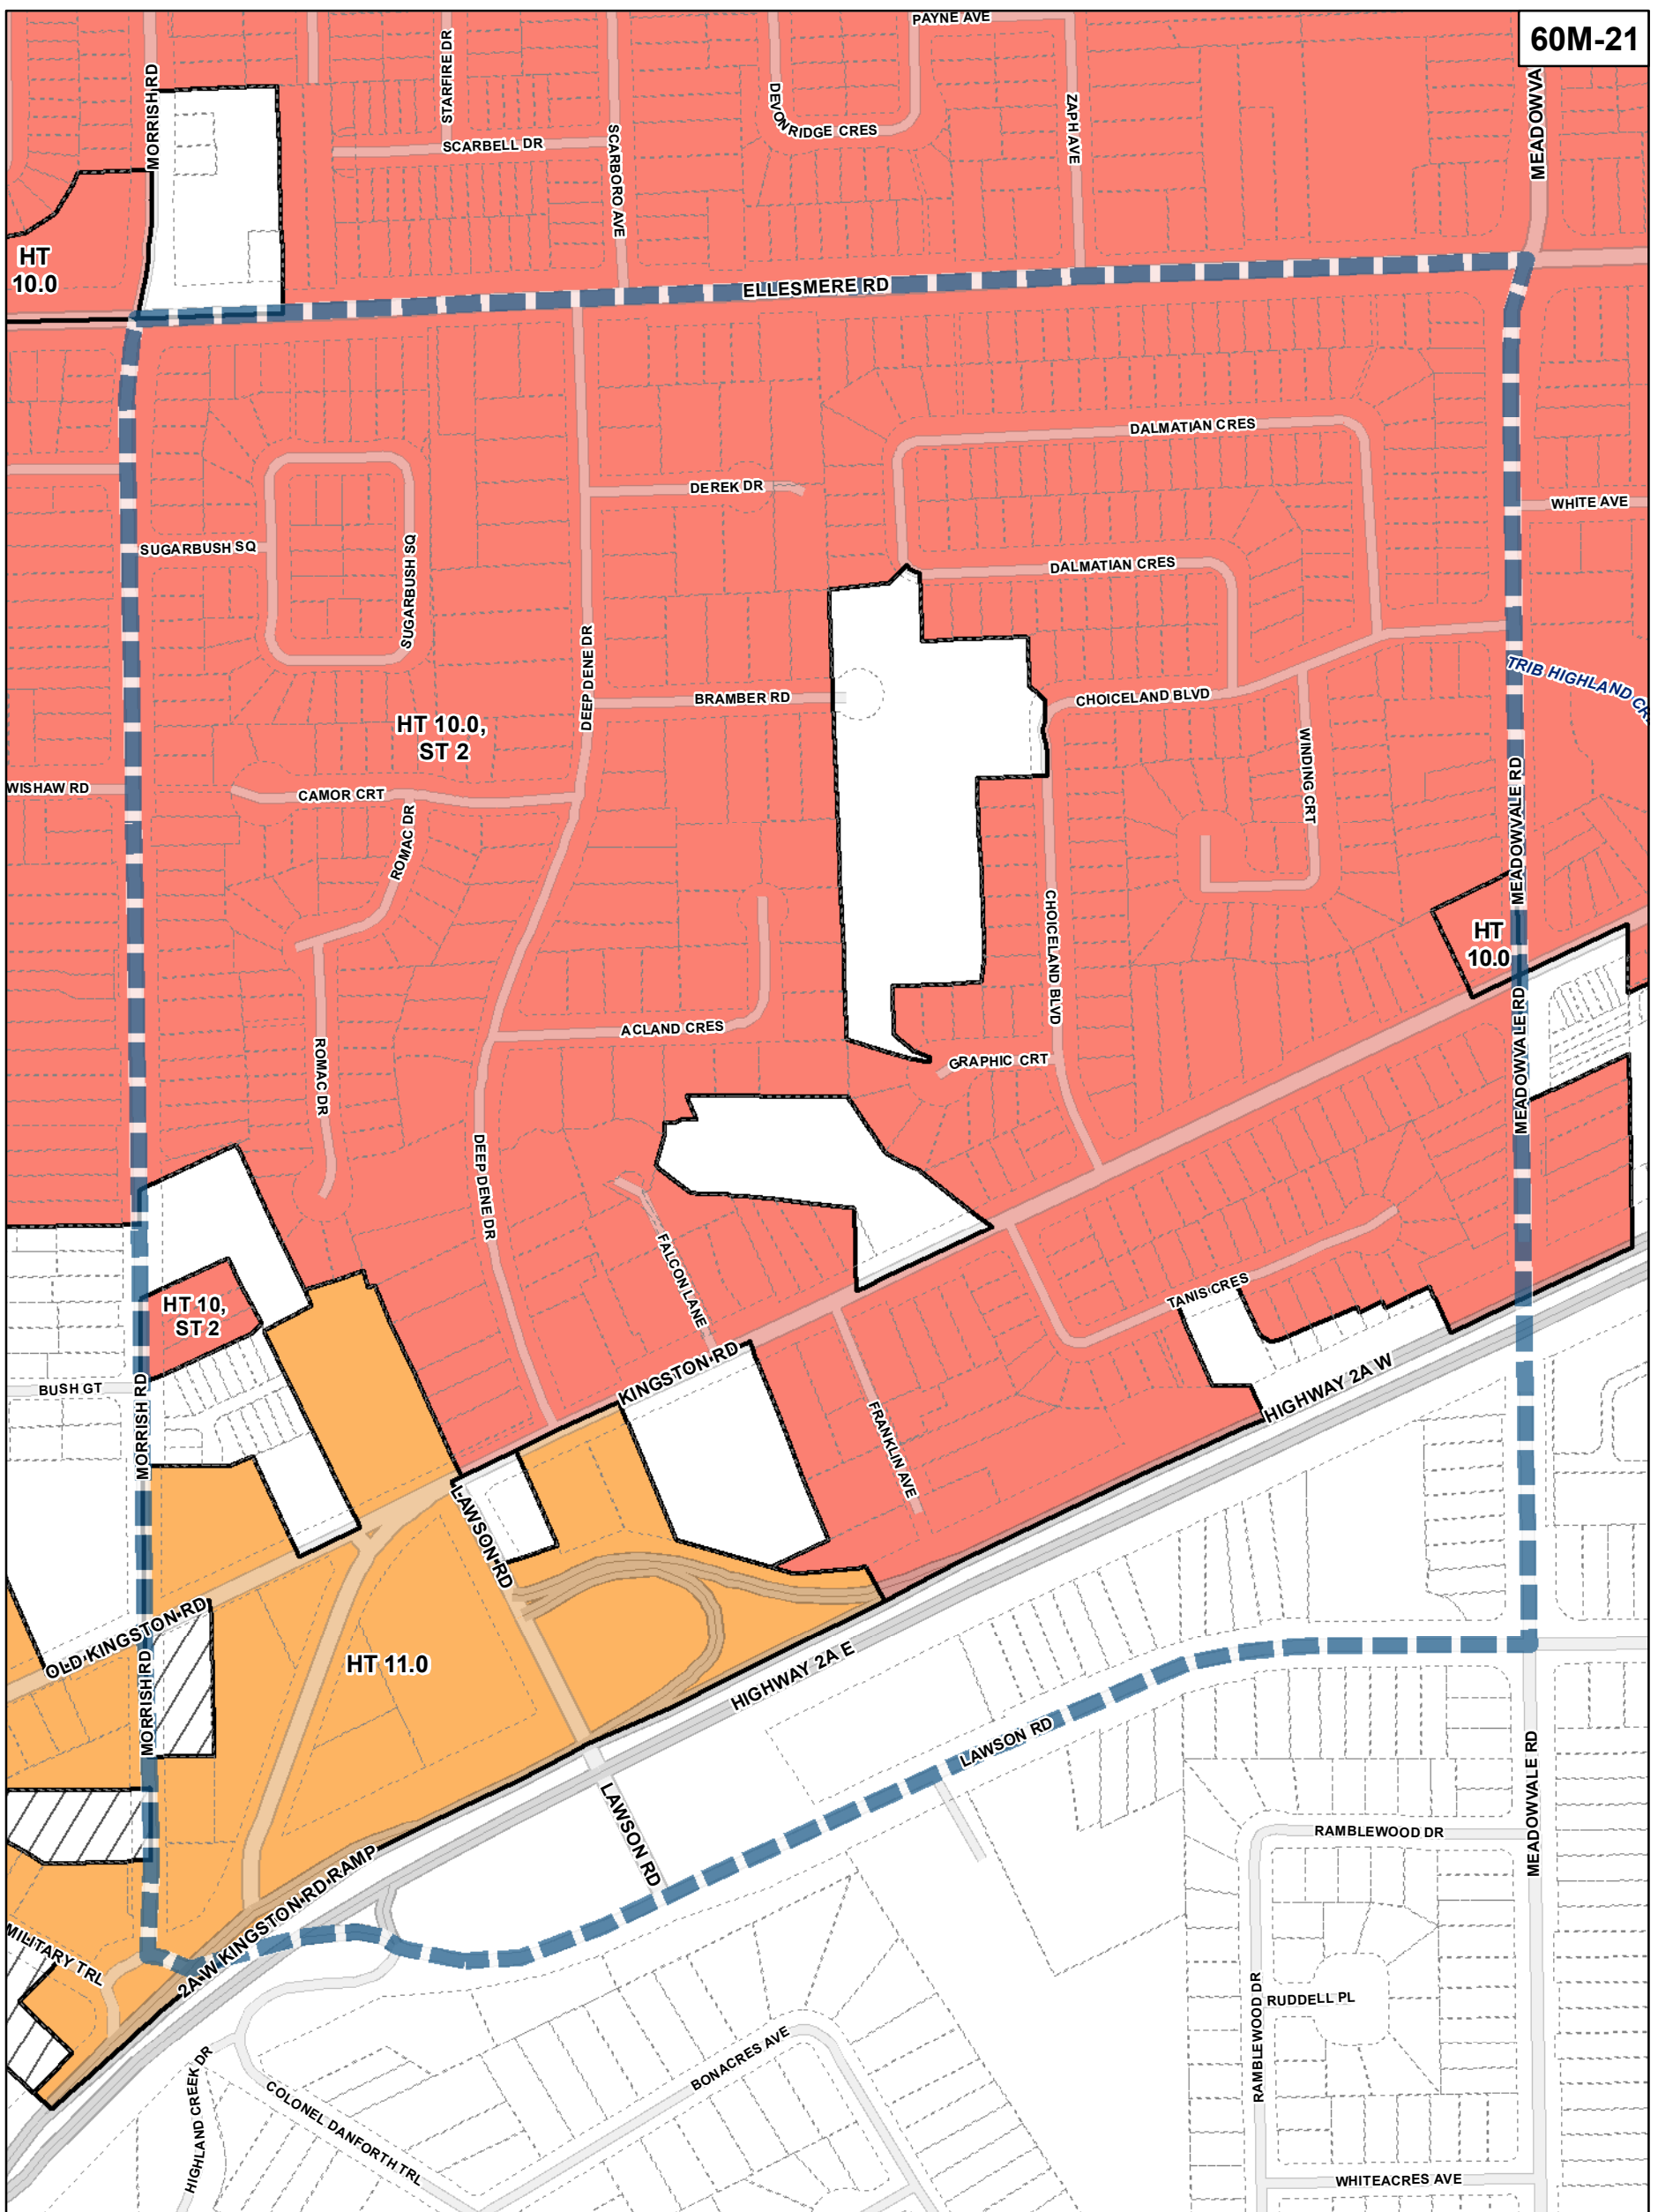 60M-21
PAYNE AVE
MORRISH RD
STARFIRE DR
SCARBELL DR
SCARBORO AVE
DEVONRIDGE CRES
ZAPH AVE
MEADOWVA
HT
10.0
ELLESMERE RD
DALMATIAN CRES
DEREK DR
WHITE AVE
SUGARBUSH SQ
SUGARBUSH SQ
DALMATIAN CRES
DEEP DENE DR
TRIB HIGHLAND CR
BRAMBER RD
CHOICELAND BLVD
HT 10.0,
ST 2
WINDING CRT
WISHAW RD
CAMOR CRT
ROMAC DR
MEADOWVALE RD
CHOICELAND BLVD
HT
10.0
ACLAND CRES
GRAPHIC CRT
ROMAC DR
MEADOWVALE RD
DEEP DENE DR
FALCON LANE
TANIS CRES
HT 10,
ST 2
KINGSTON RD
BUSH GT
MORRISH RD
FRANKLIN AVE
HIGHWAY 2A W
LAWSON RD
OLD KINGSTON RD
MORRISH RD
HT 11.0
HIGHWAY 2A E
LAWSON RD
LAWSON RD
MEADOWVALE RD
RAMBLEWOOD DR
2A W KINGSTON RD RAMP
MILITARY TRL
RUDDELL PL
RAMBLEWOOD DR
BONACRES AVE
HIGHLAND CREEK DR
COLONEL DANFORTH TRL
WHITEACRES AVE